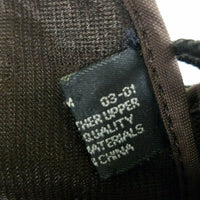 M 03-01
THER UPPER
QUALITY
MATERIALS
CHINA